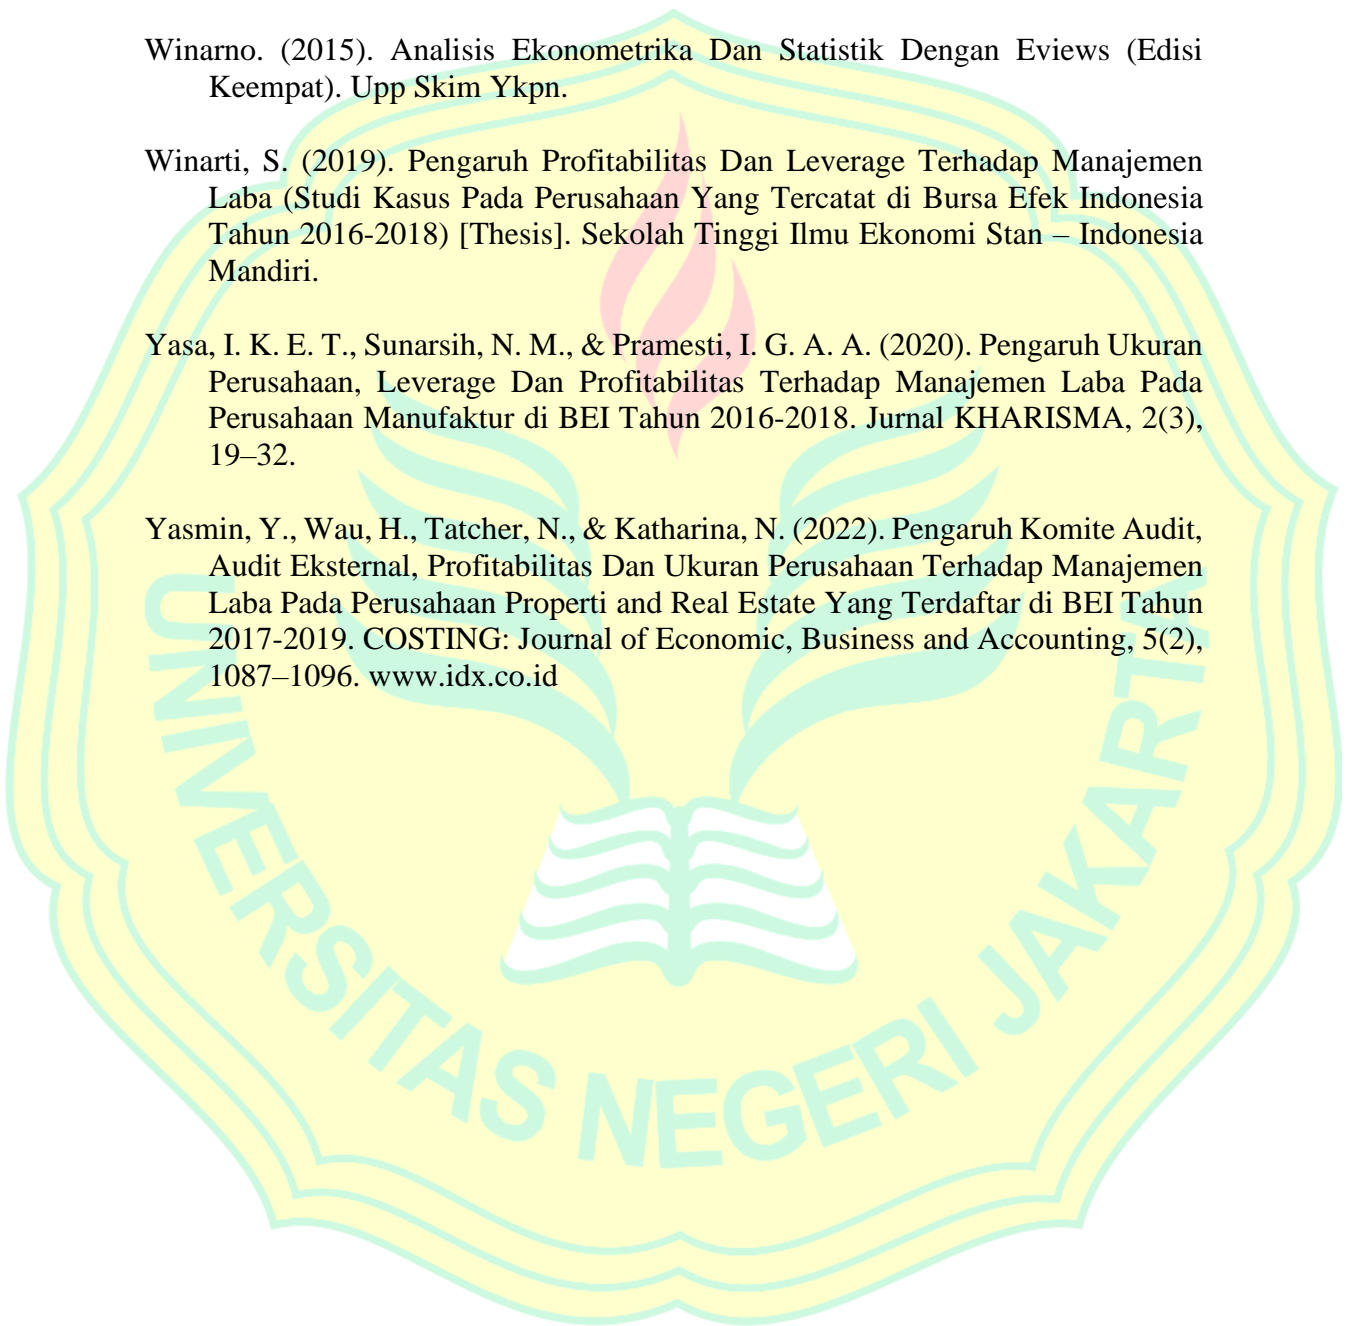 Winarno. (2015). Analisis Ekonometrika Dan Statistik Dengan Eviews (Edisi
Keempat). Upp Skim Ykpn.
Winarti, S. (2019). Pengaruh Profitabilitas Dan Leverage Terhadap Manajemen
Laba (Studi Kasus Pada Perusahaan Yang Tercatat di Bursa Efek Indonesia
Tahun 2016-2018) [Thesis]. Sekolah Tinggi Ilmu Ekonomi Stan – Indonesia
Mandiri.
Yasa, I. K. E. T., Sunarsih, N. M., & Pramesti, I. G. A. A. (2020). Pengaruh Ukuran
Perusahaan, Leverage Dan Profitabilitas Terhadap Manajemen Laba Pada
Perusahaan Manufaktur di BEI Tahun 2016-2018. Jurnal KHARISMA, 2(3),
19–32.
Yasmin, Y., Wau, H., Tatcher, N., & Katharina, N. (2022). Pengaruh Komite Audit,
Audit Eksternal, Profitabilitas Dan Ukuran Perusahaan Terhadap Manajemen
Laba Pada Perusahaan Properti and Real Estate Yang Terdaftar di BEI Tahun
2017-2019. COSTING: Journal of Economic, Business and Accounting, 5(2),
1087–1096. www.idx.co.id
UNIVERSITAS NEGERI JAKARTA